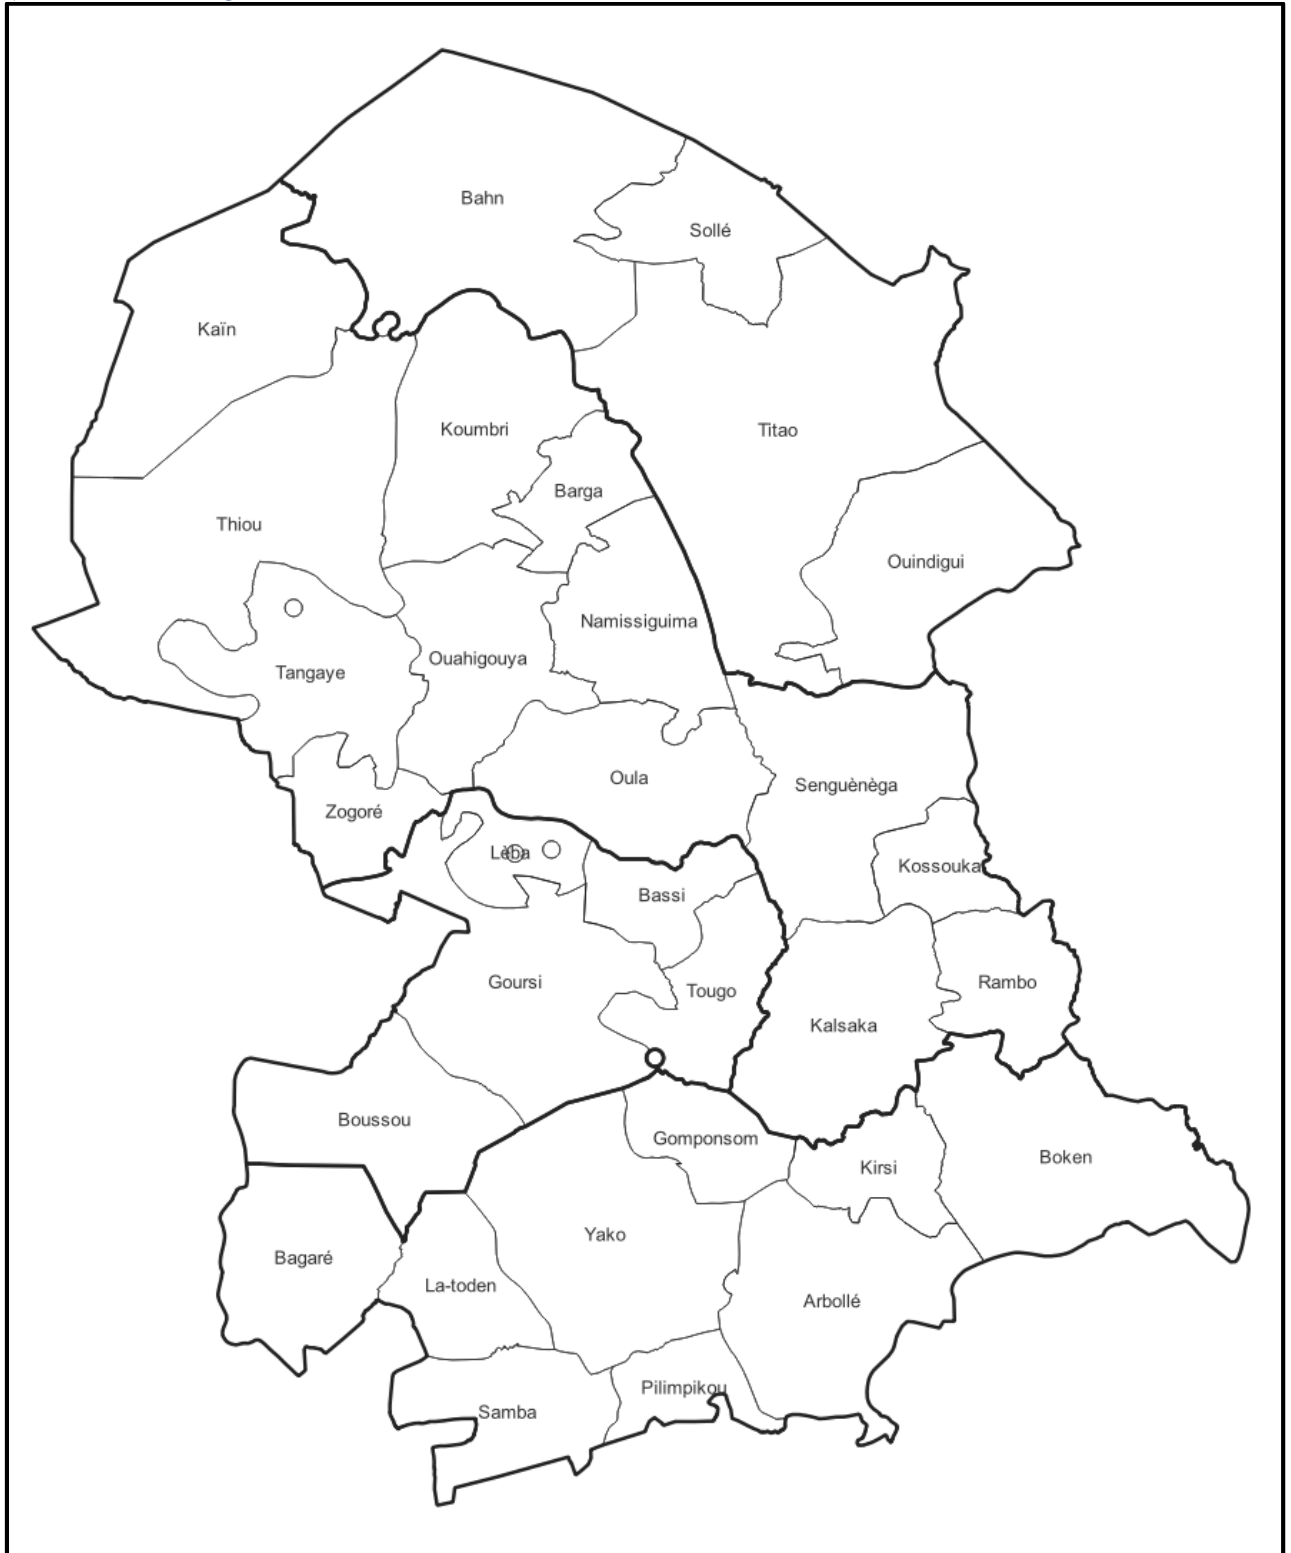 Bahn
Sollé
Kaïn
Koumbri
Titao
Barga
Thiou
Ouindigui
Namissiguima
Ouahigouya
Tangaye
Oula
Senguènèga
Zogoré
Lèba
Kossouka
Bassi
Goursi
Rambo
Tougo
Kalsaka
Boussou
Gomponsom
Boken
Kirsi
Yako
Bagaré
La-toden
Arbollé
Pilimpikou
Samba